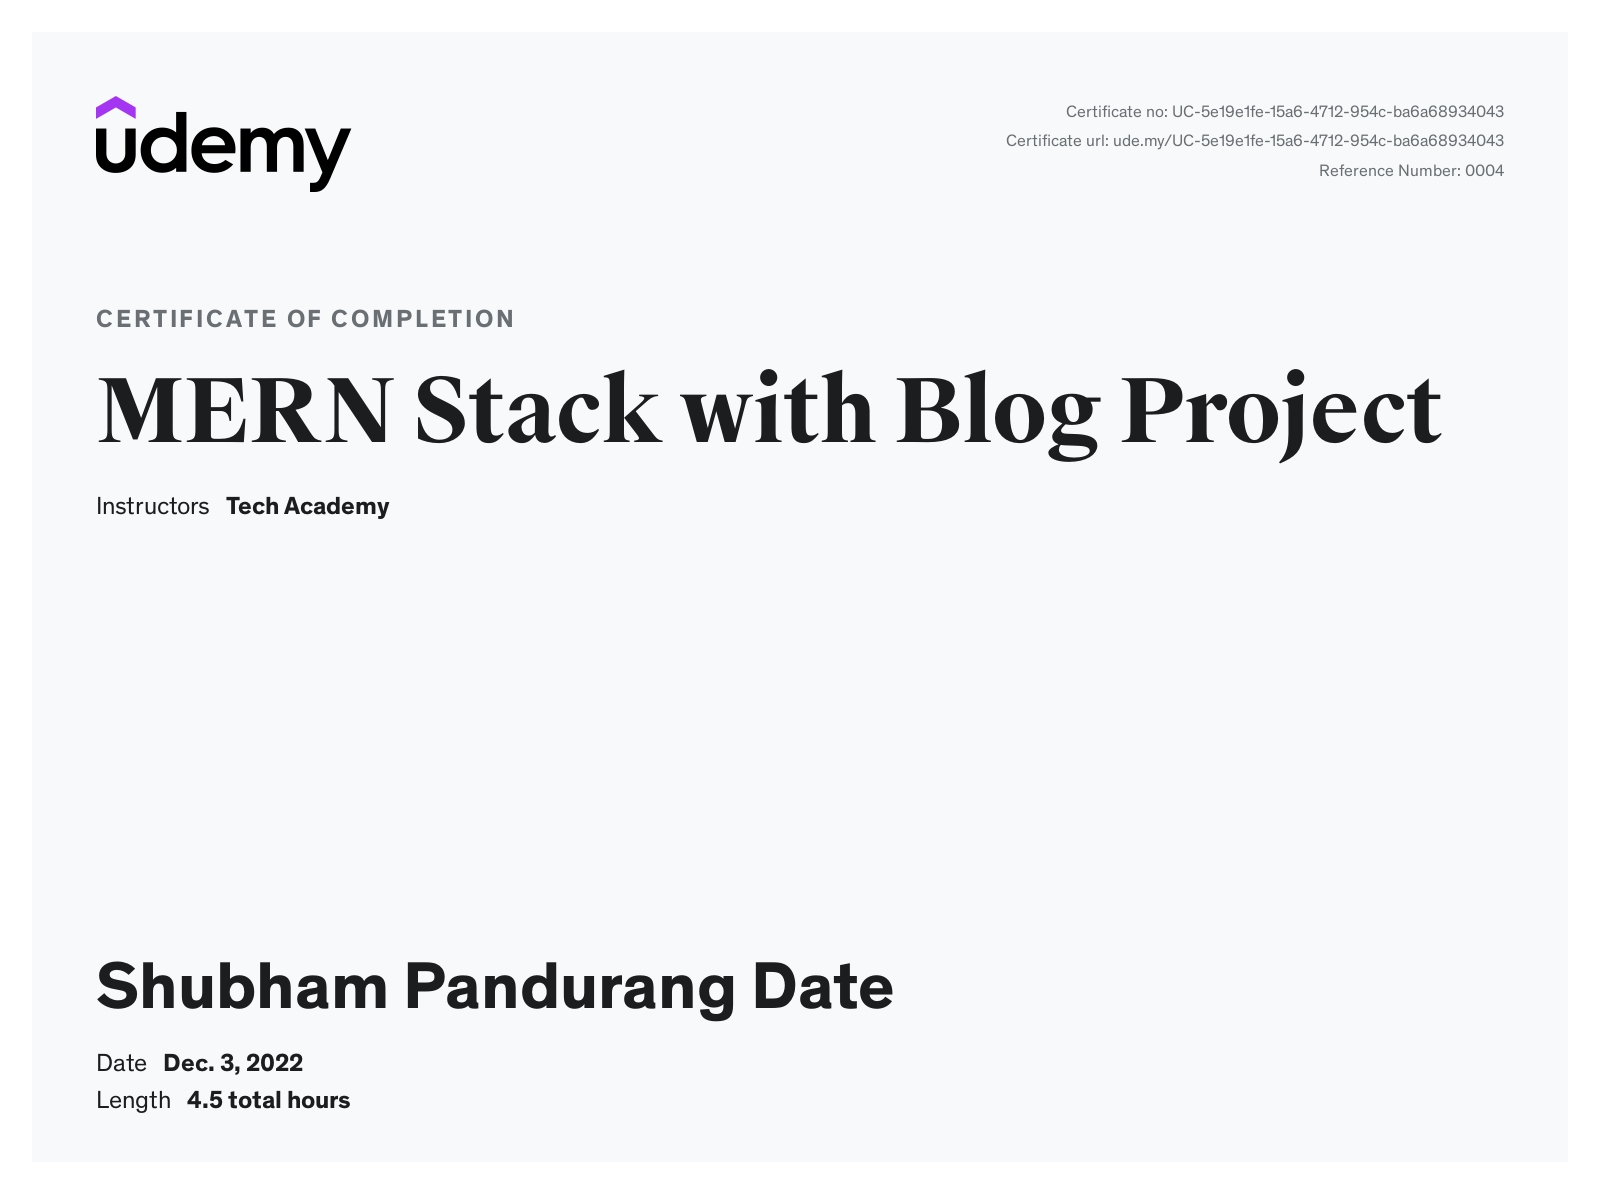 udemy
Certificate no: UC-5e19e1fe-15a6-4712-954c-ba6a68934043
Certificate url: ude.my/UC-5e19e1fe-15a6-4712-954c-ba6a68934043
Reference Number: 0004
CERTIFICATE OF COMPLETION
MERN Stack with Blog Project
Instructors Tech Academy
Shubham Pandurang Date
Date Dec. 3, 2022
Length 4.5 total hours